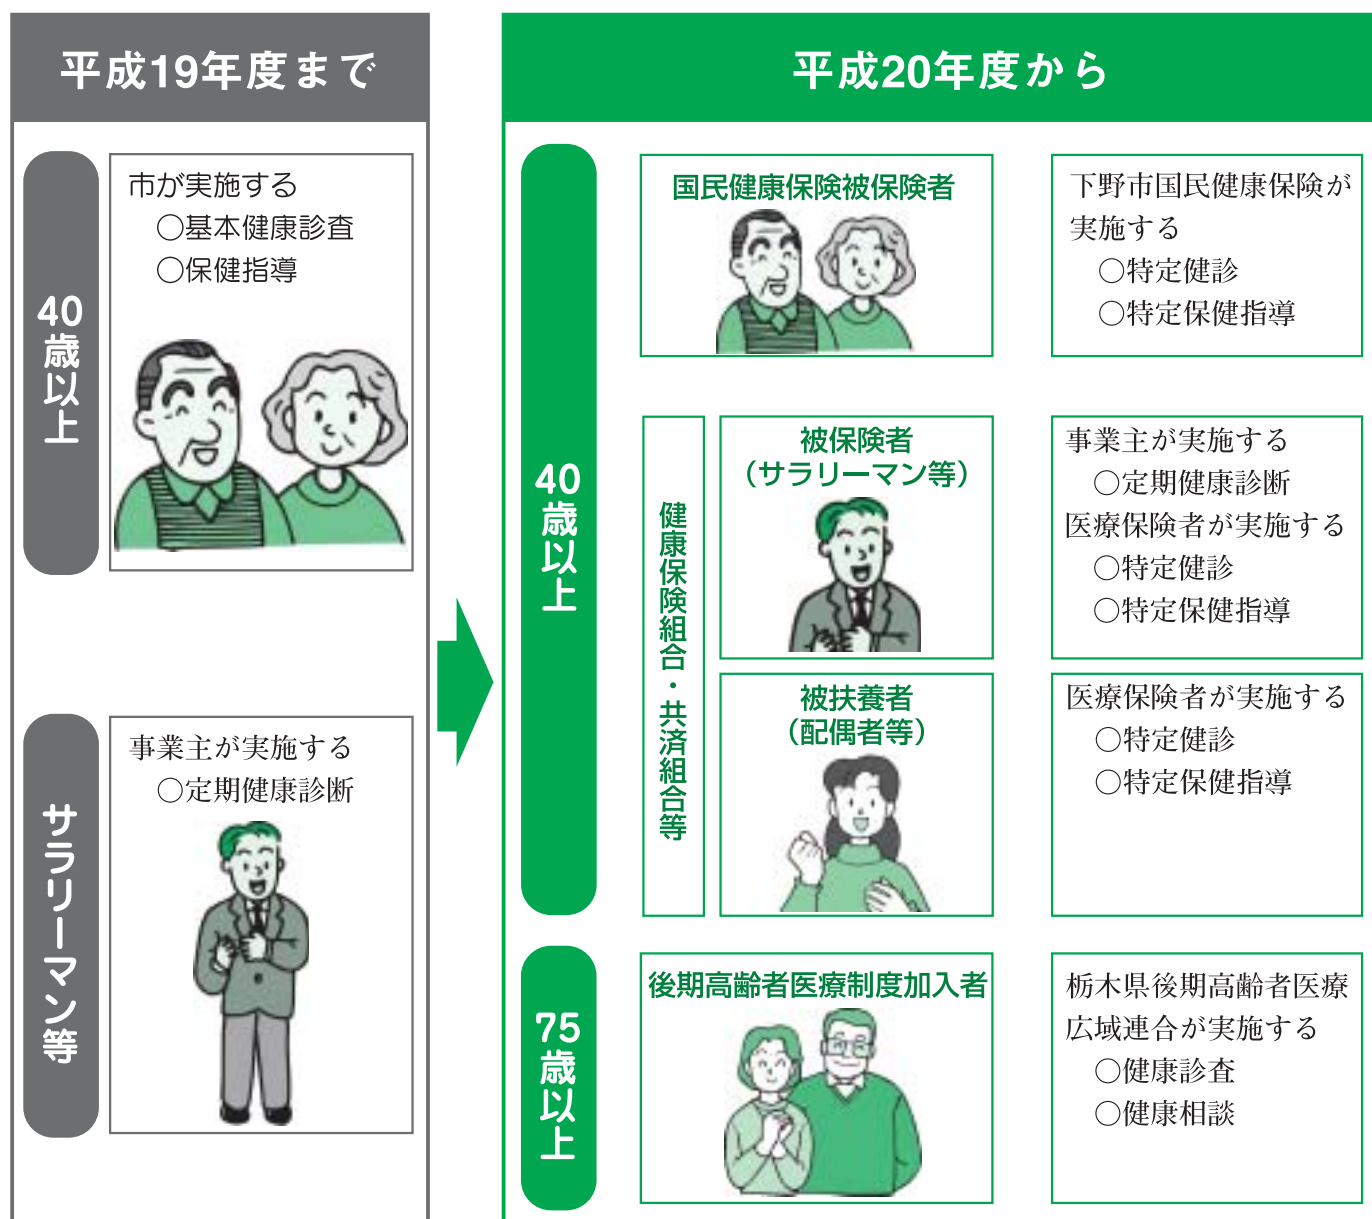 平成19年度まで
40歳以上
市が実施する
○基本健康診査
○保健指導
サラリーマン等
事業主が実施する
○定期健康診断
平成20年度から
40歳以上
国民健康保険被保険者
下野市国民健康保険が
実施する
○特定健診
○特定保健指導
健康保険組合・共済組合等
被保険者
（サラリーマン等）
事業主が実施する
○定期健康診断
医療保険者が実施する
○特定健診
○特定保健指導
被扶養者
（配偶者等）
医療保険者が実施する
○特定健診
○特定保健指導
75歳以上
後期高齢者医療制度加入者
栃木県後期高齢者医療
広域連合が実施する
○健康診査
○健康相談